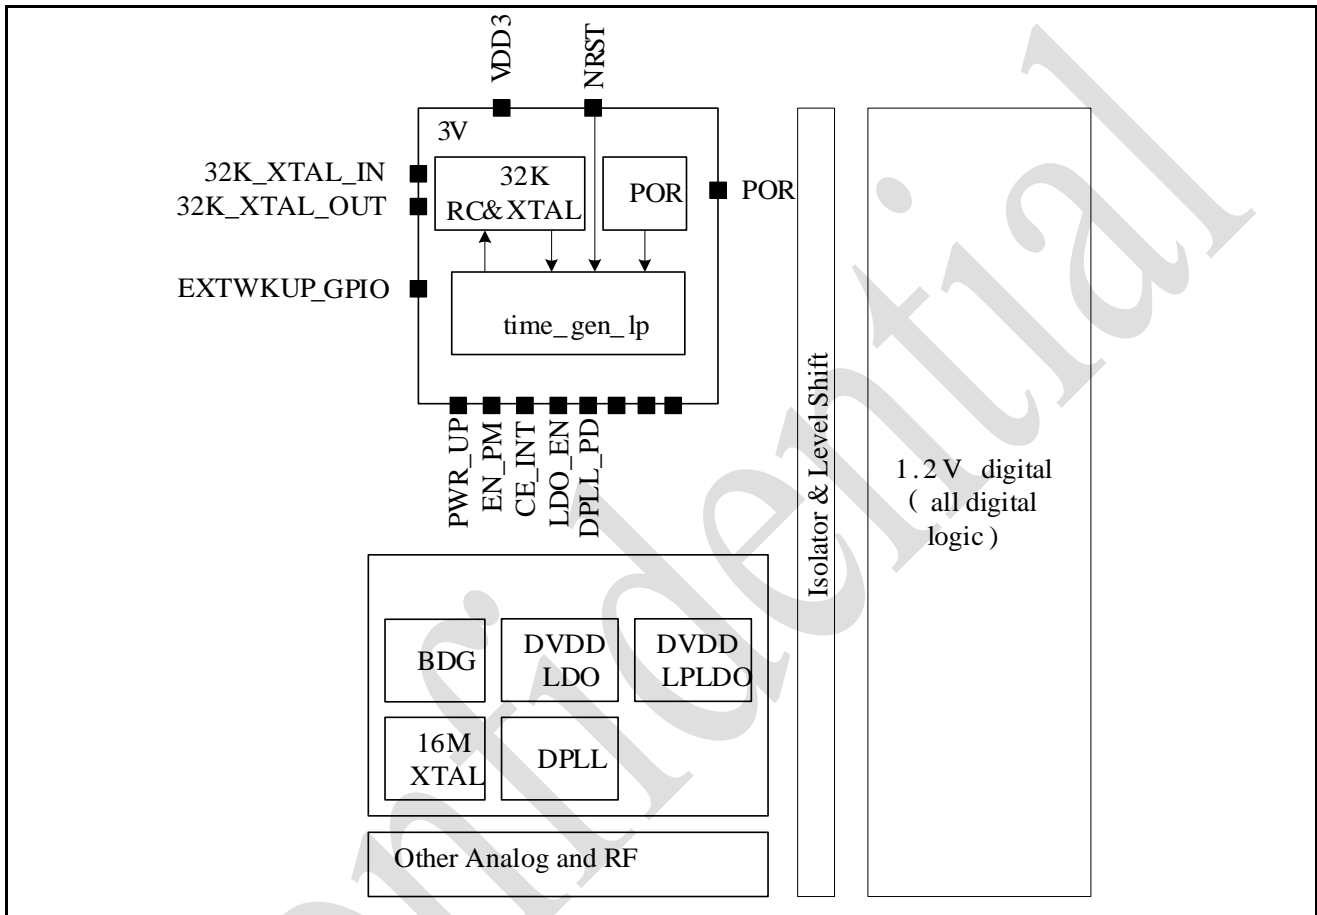 VDD3
NRST
3V
32K_XTAL_IN
32K_XTAL_OUT
32K
RC&XTAL
POR
POR
EXTWKUP_GPIO
time_gen_lp
PWR_UP
EN_PM
CE_INT
LDO_EN
DPLL_PD
Isolator & Level Shift
1.2V digital
( all digital
logic)
BDG
DVDD
LDO
DVDD
LPLDO
16M
XTAL
DPLL
Other Analog and RF
onfidential